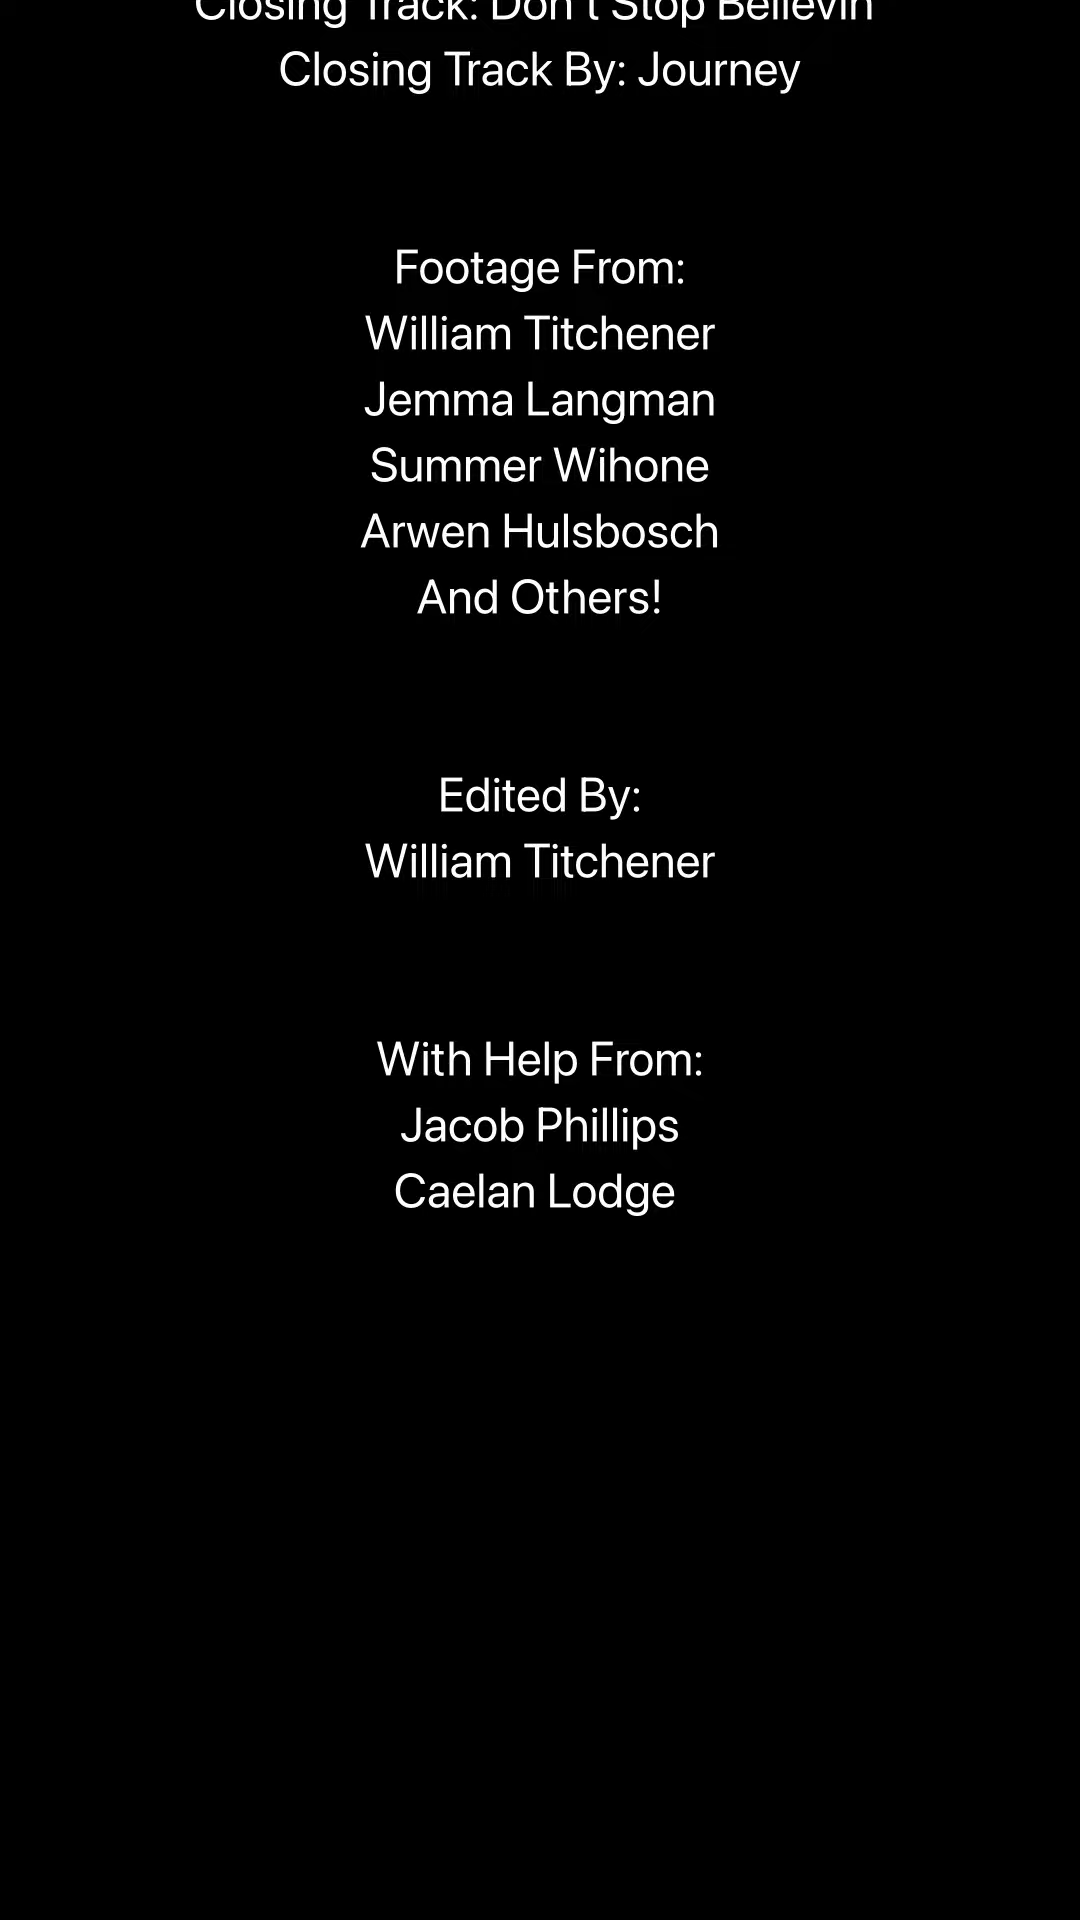 Closing Track: Don't Stop Believin
Closing Track By: Journey
Footage From:
William Titchener
Jemma Langman
Summer Wihone
Arwen Hulsbosch
And Others!
Edited By:
William Titchener
With Help From:
Jacob Phillips
Caelan Lodge